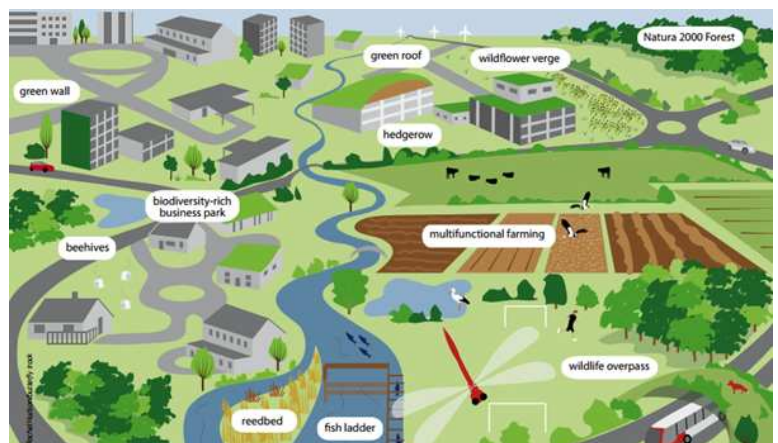 Natura 2000 Forest
green roof
wildflower verge
green wall
hedgerow
biodiversity-rich
business park
multifunctional farming
beehives
wildlife overpass
reedbed
fish ladder